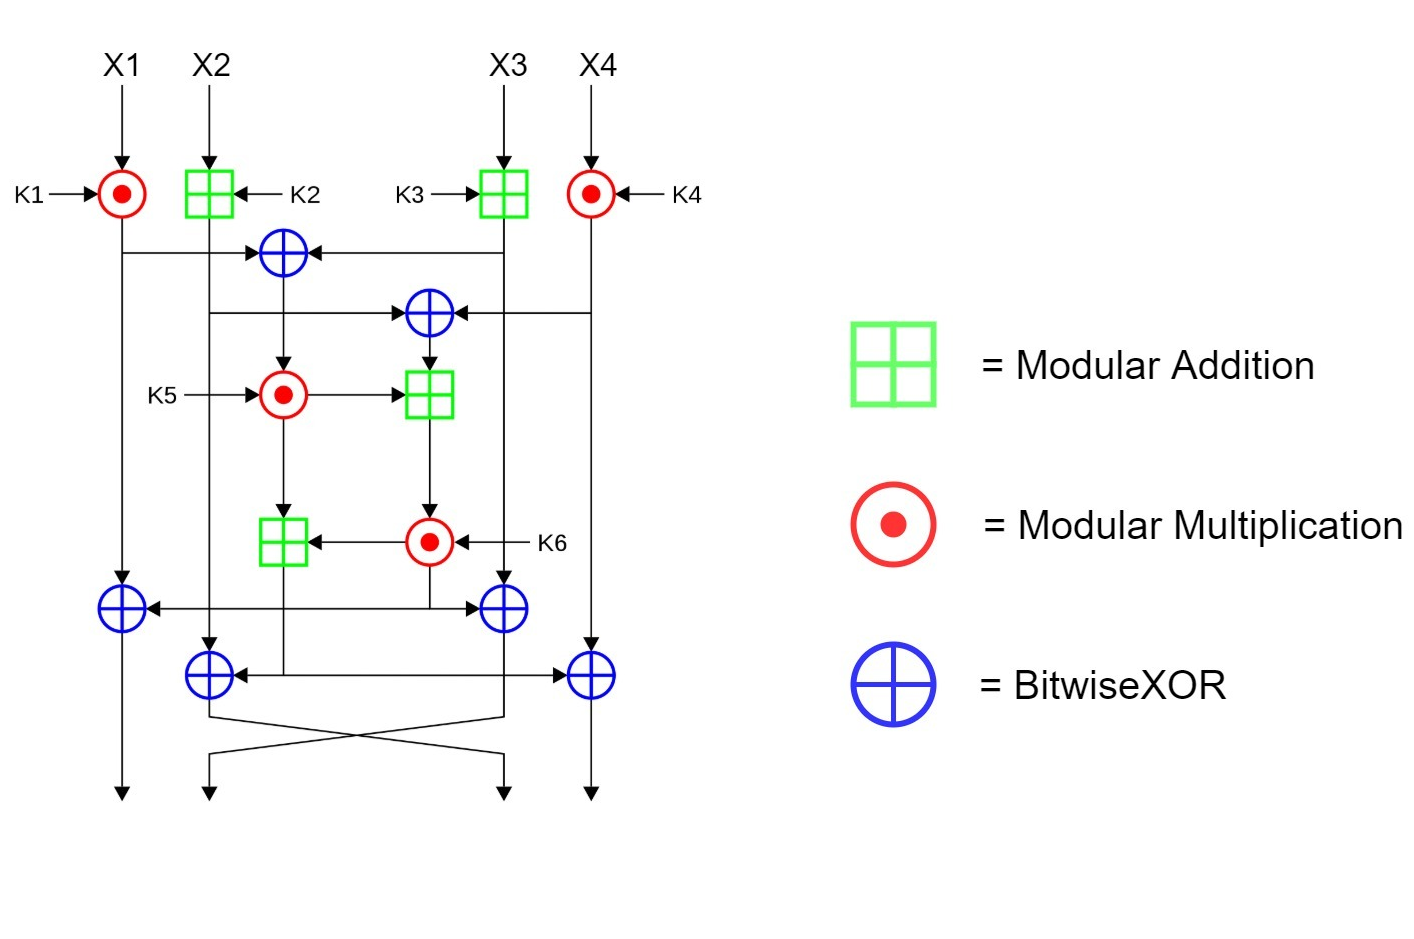 X1 X2 X3 X4
K1 K2 K3 K4
K5
K6
= Modular Addition
= Modular Multiplication
= BitwiseXOR